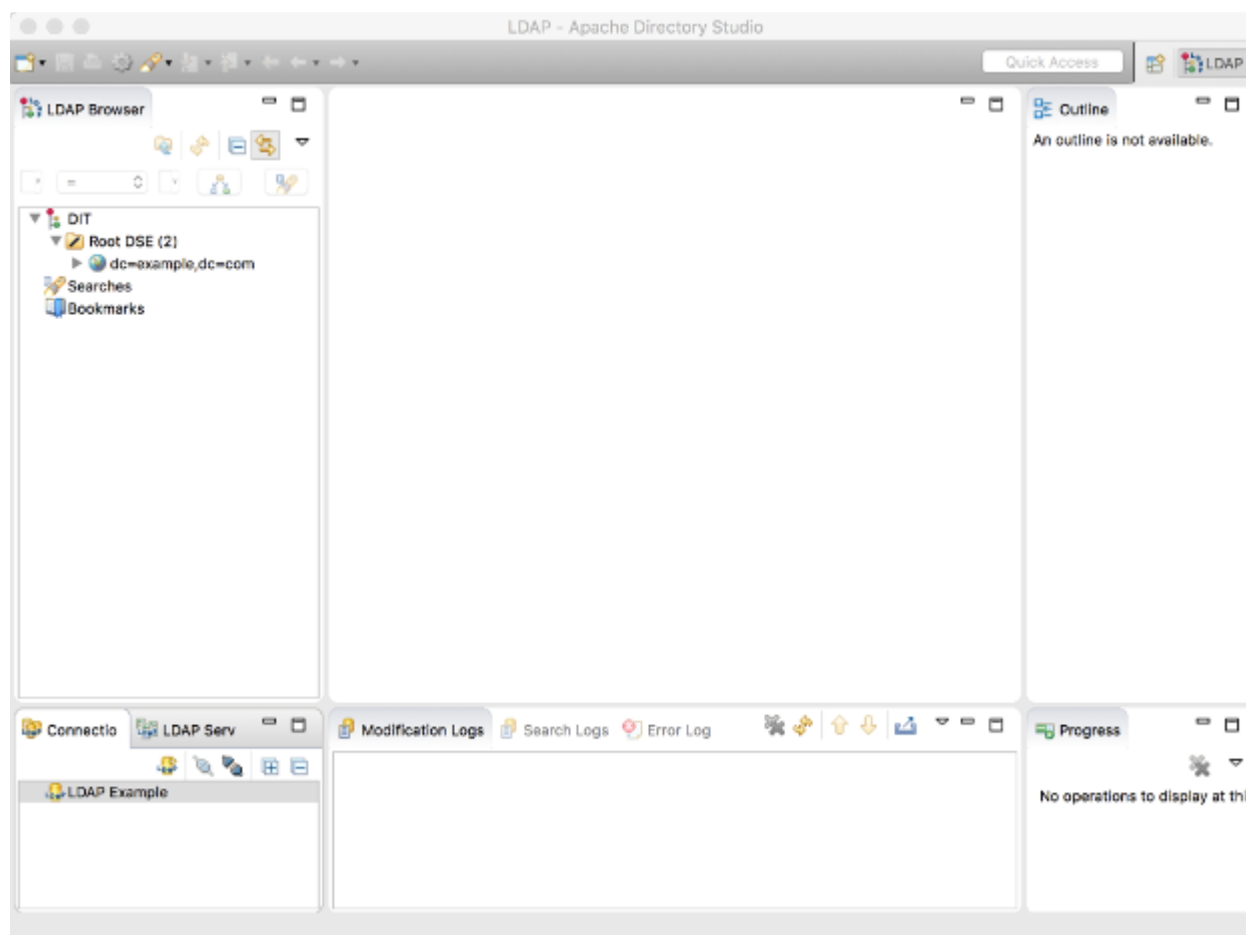 LDAP - Apache Directory Studio
Quick Access
LDAP
LDAP Browser
=
DIT
Root DSE (2)
dc=example,dc=com
Searches
Bookmarks
Outline
An outline is not available.
Connectio
LDAP Serv
LDAP Example
Modification Logs
Search Logs
Error Log
Progress
No operations to display at thi